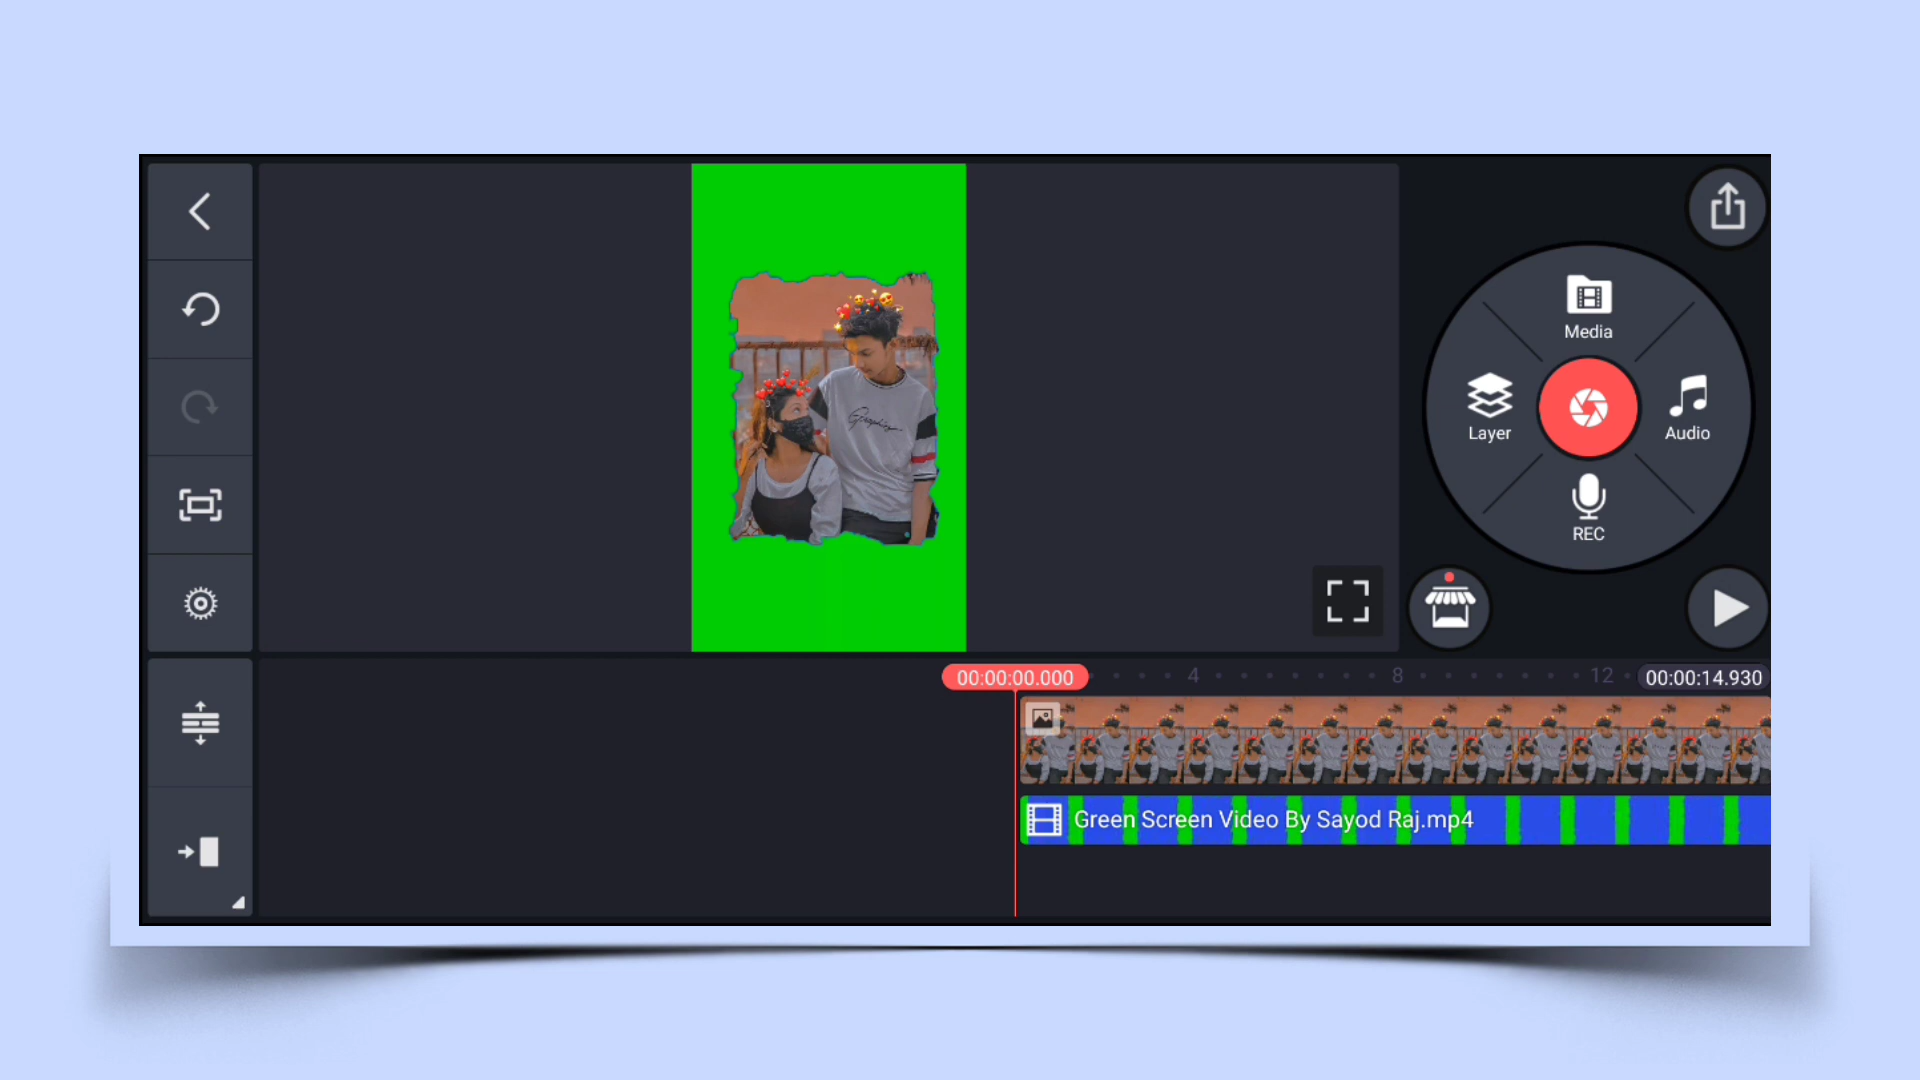 Media
Layer
Audio
REC
00:00:00.000
4
8
12
00:00:14.930
Green Screen Video By Sayod Raj.mp4